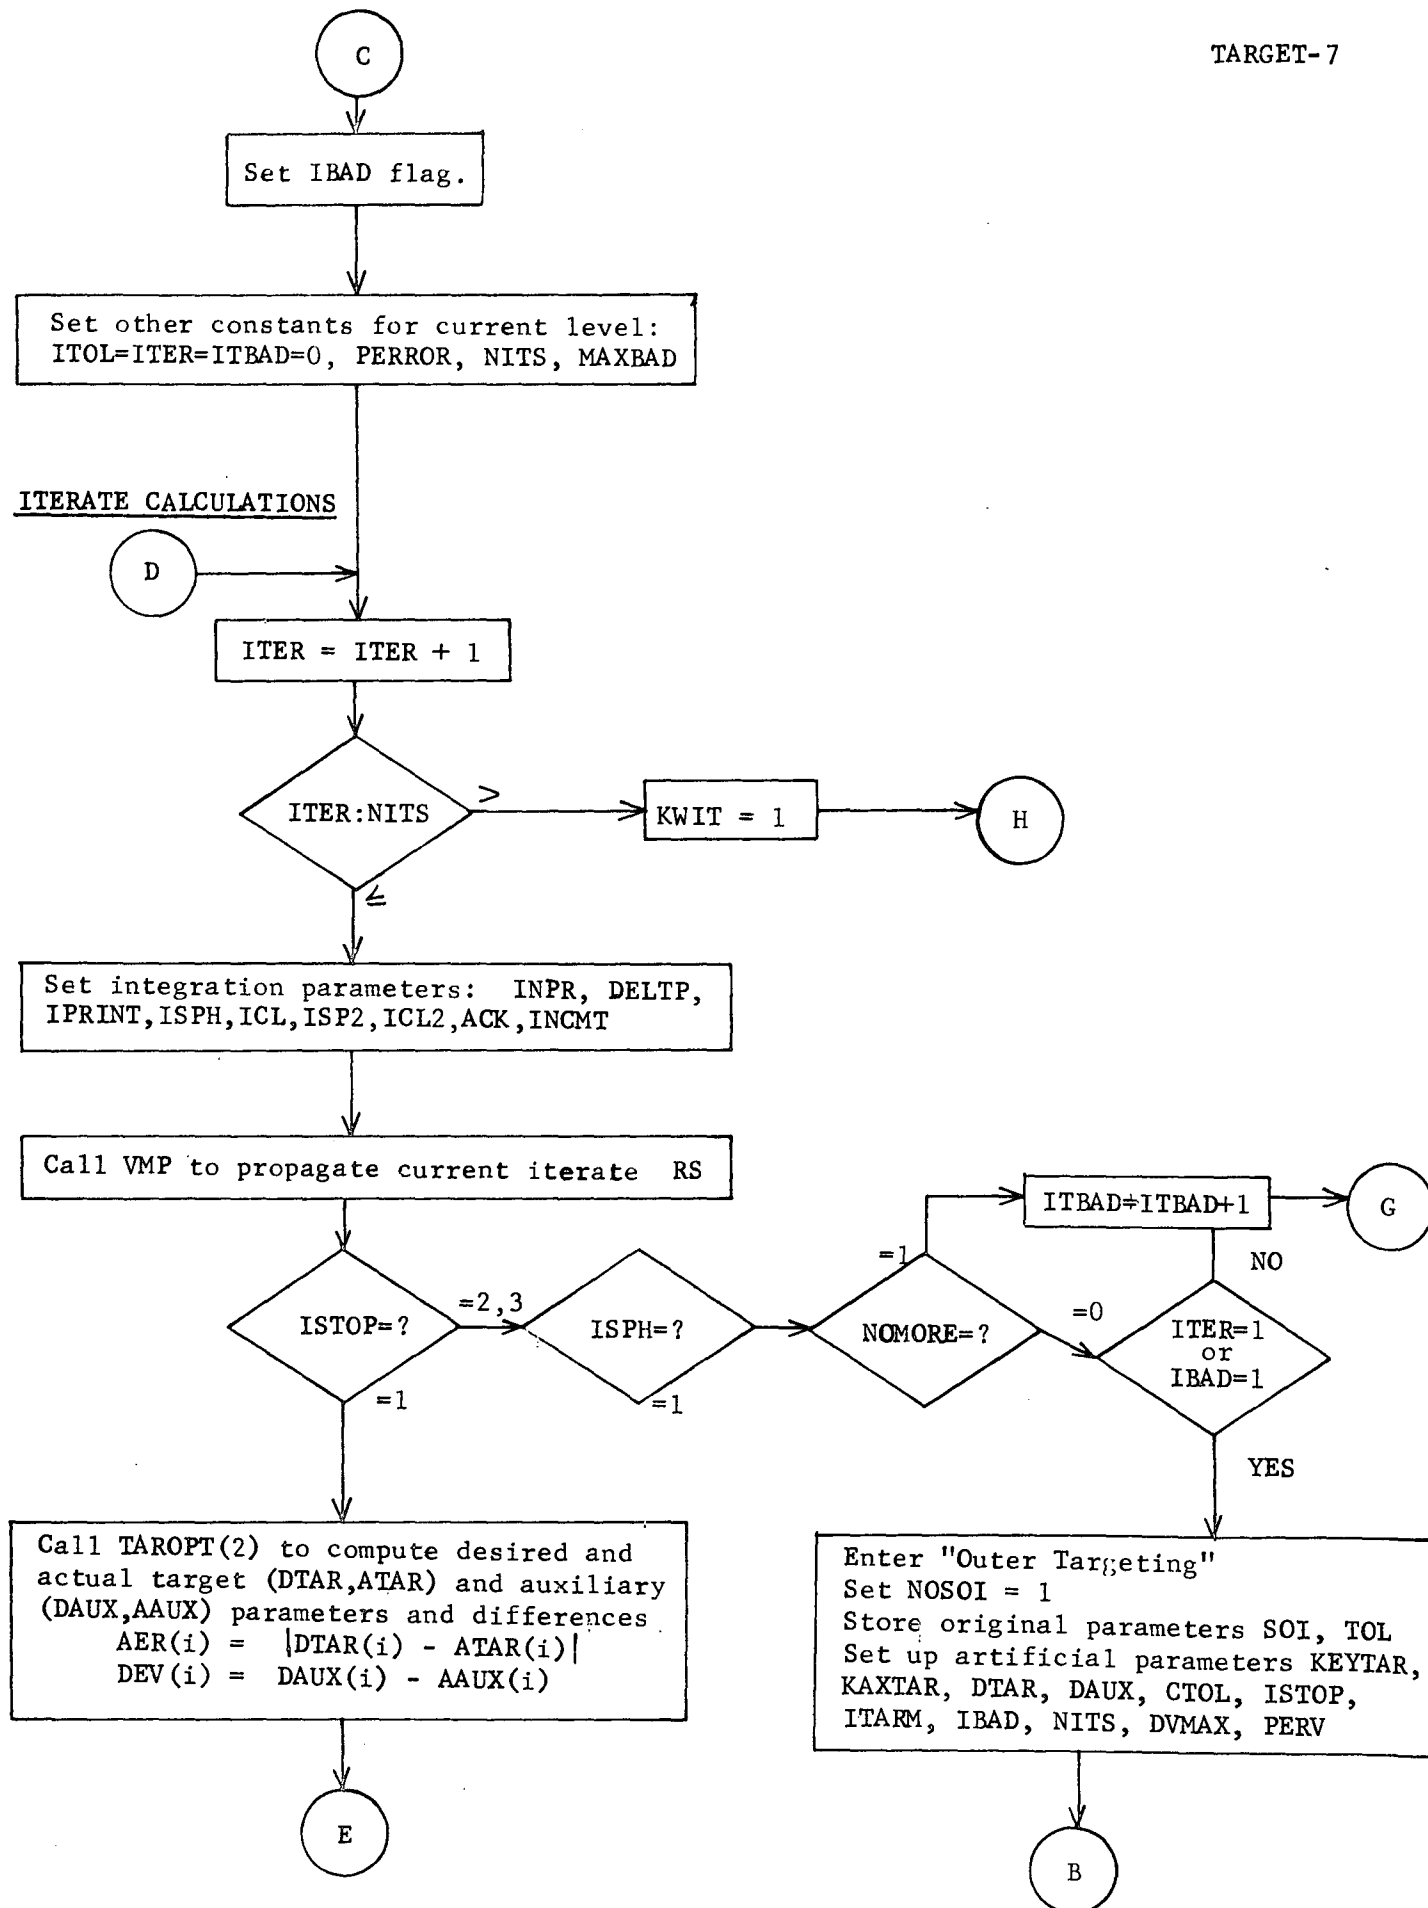 TARGET-7
C
Set IBAD flag.
Set other constants for current level:
ITOL=ITER=ITBAD=0, PERROR, NITS, MAXBAD
ITERATE CALCULATIONS
D
ITER = ITER + 1
ITER:NITS
>
KWIT = 1
H
≤
Set integration parameters: INPR, DELTP,
IPRINT,ISPH,ICL,ISP2,ICL2,ACK,INCMT
Call VMP to propagate current iterate RS
ITBAD=ITBAD+1
G
NO
ISTOP=?
=2,3
ISPH=?
=1
NOMORE=?
=0
ITER=1
or
IBAD=1
=1
=1
YES
Call TAROPT(2) to compute desired and
actual target (DTAR,ATAR) and auxiliary
(DAUX,AAUX) parameters and differences
AER(i) = |DTAR(i) - ATAR(i)|
DEV(i) = DAUX(i) - AAUX(i)
E
Enter "Outer Targeting"
Set NOSOI = 1
Store original parameters SOI, TOL
Set up artificial parameters KEYTAR,
KAXTAR, DTAR, DAUX, CTOL, ISTOP,
ITARM, IBAD, NITS, DVMAX, PERV
B